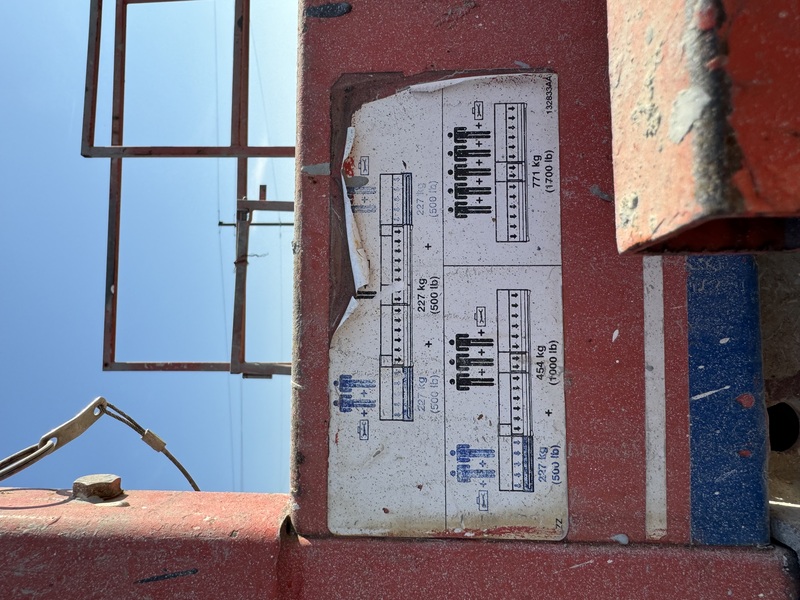 227 kg + 227 kg + 227 kg
(500 lb) (500 lb) (500 lb)
227 kg + 454 kg
(500 lb) (1000 lb)
771 kg
(1700 lb)
ZZ
132833AA